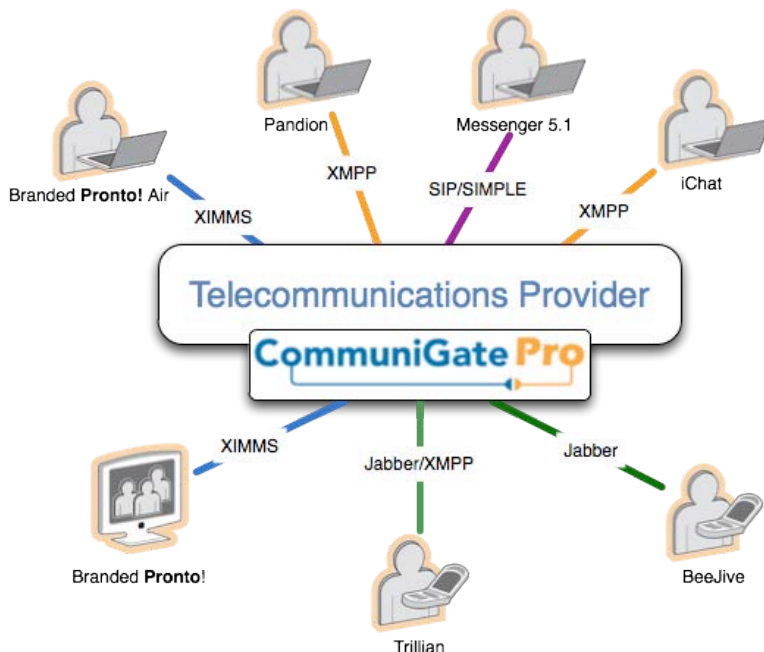 Pandion
Messenger 5.1
Branded Pronto! Air
iChat
XMPP
SIP/SIMPLE
XIMMS
XMPP
Telecommunications Provider
CommuniGate Pro
XIMMS
Jabber/XMPP
Jabber
Branded Pronto!
BeeJive
Trillian